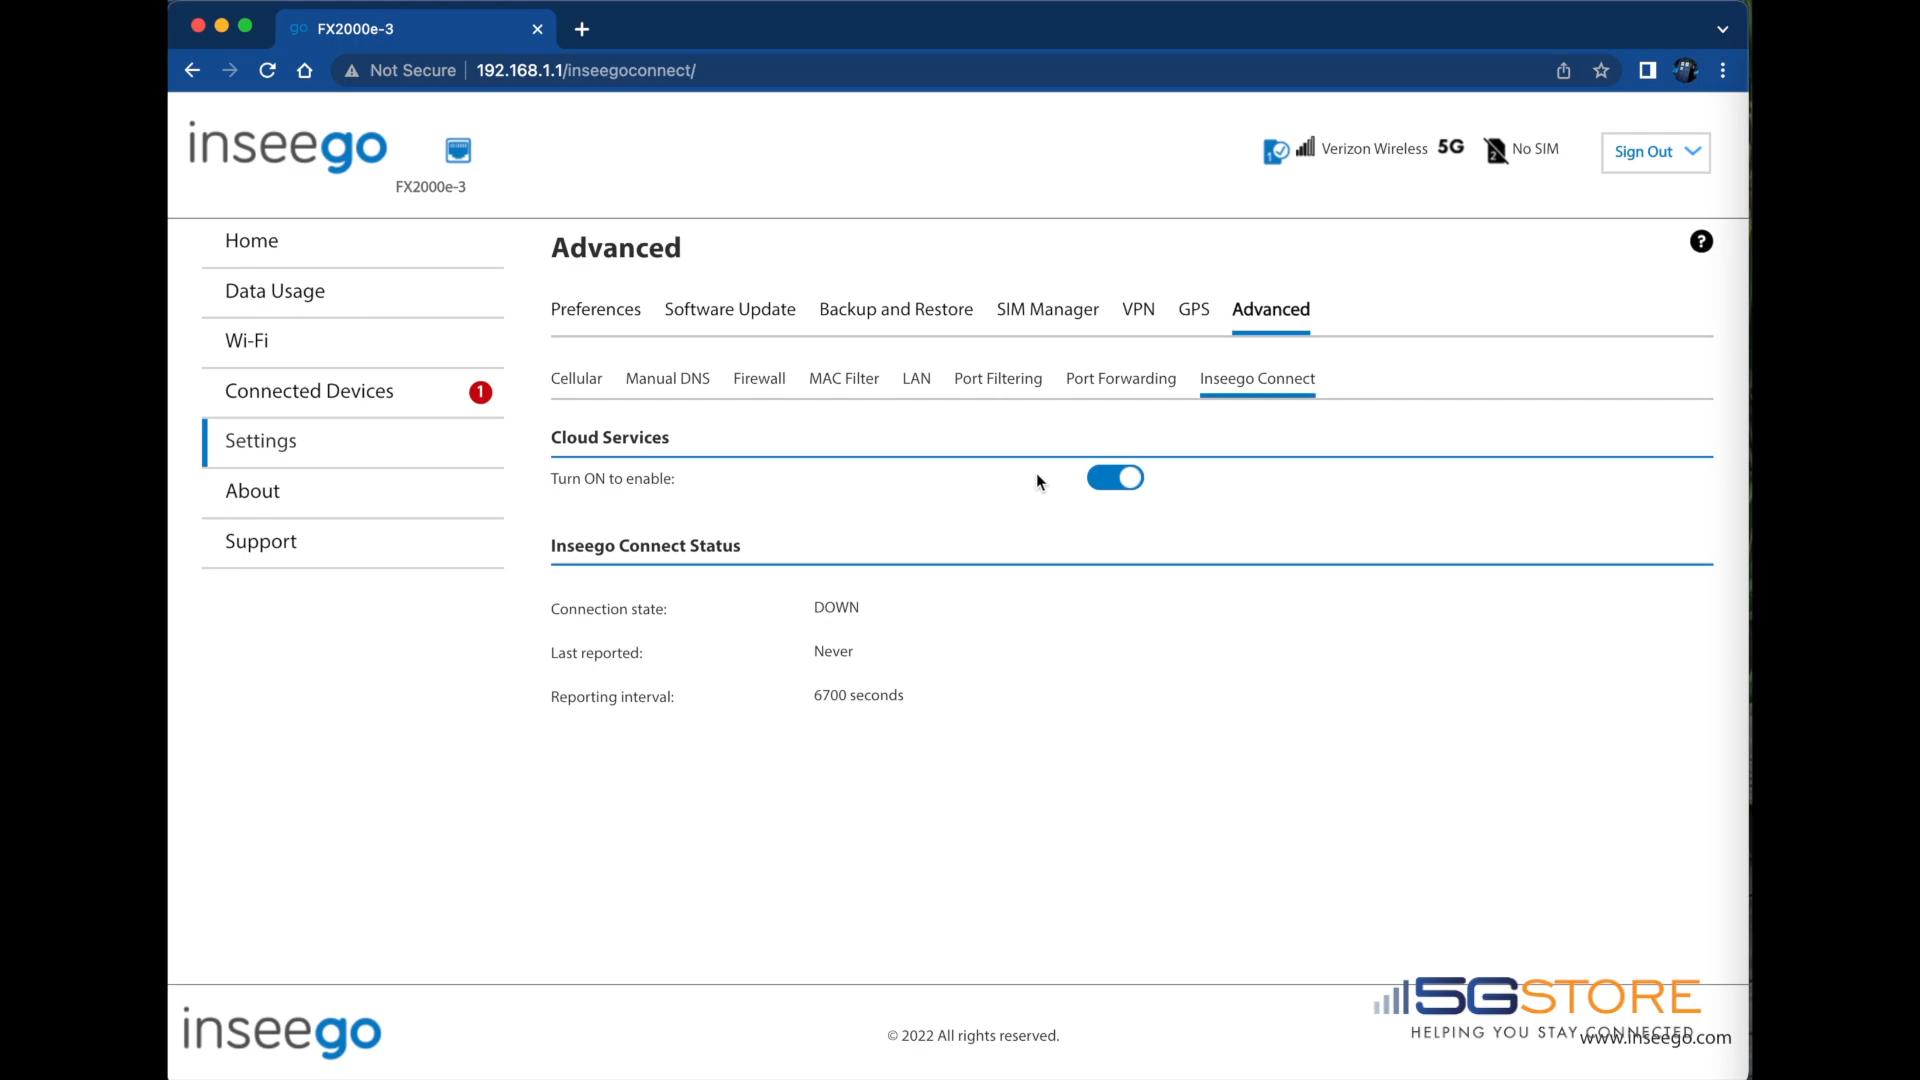 go FX2000e-3
Not Secure 192.168.1.1/inseegoconnect/
inseego
FX2000e-3
1 Verizon Wireless 5G 2 No SIM Sign Out
Home
Data Usage
Wi-Fi
Connected Devices 1
Settings
About
Support
Advanced ?
Preferences Software Update Backup and Restore SIM Manager VPN GPS Advanced
Cellular Manual DNS Firewall MAC Filter LAN Port Filtering Port Forwarding Inseego Connect
Cloud Services
Turn ON to enable:
Inseego Connect Status
Connection state: DOWN
Last reported: Never
Reporting interval: 6700 seconds
inseego
© 2022 All rights reserved.
5GSTORE
HELPING YOU STAY CONNECTED
www.inseego.com